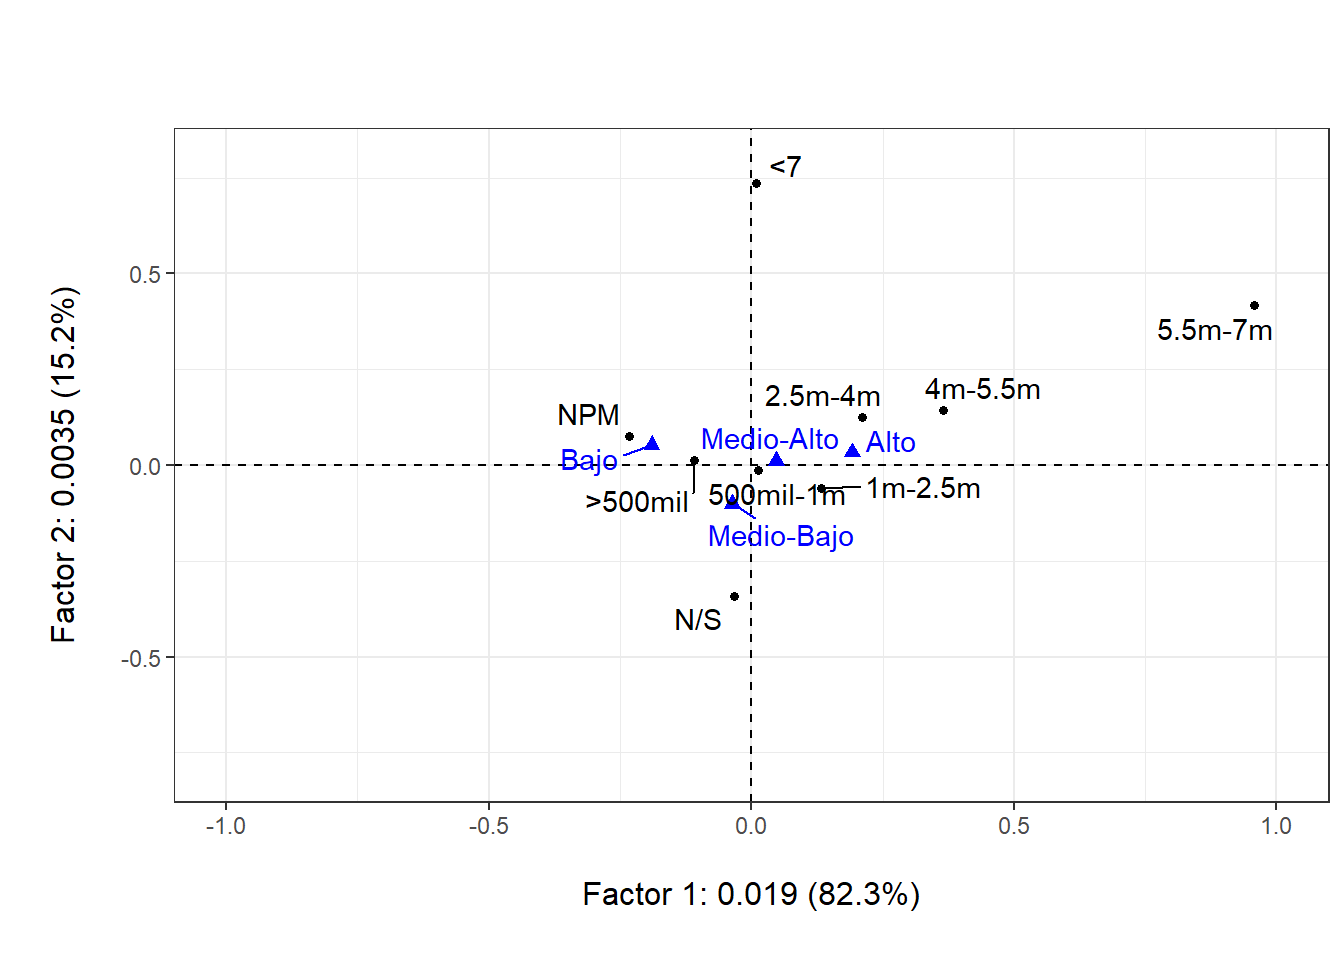 <7
0.5
5.5m-7m
4m-5.5m
2.5m-4m
NPM
Medio-Alto
Alto
Bajo
0.0
1m-2.5m
>500mil
500mil-1m
Medio-Bajo
N/S
-0.5
-1.0
-0.5
0.0
0.5
1.0
Factor 1: 0.019 (82.3%)
Factor 2: 0.0035 (15.2%)